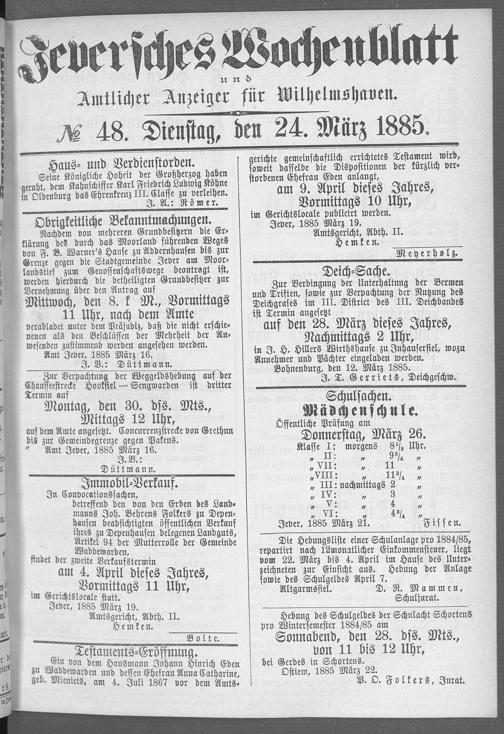 Jeversches Wochenblatt
und
Amtlicher Anzeiger für Wilhelmshaven.
№ 48. Dienstag, den 24. März 1885.
Haus- und Verdienstorden.
Seine Königliche Hoheit der Großherzog haben
geruht, dem Kahnschiffer Karl Friedrich Ludwig Köhne
in Oldenburg das Ehrenkreuz III. Classe zu verleihen.
J. A.: Römer.
Obrigkeitliche Bekanntmachungen.
Nachdem von mehreren Grundbesitzern die Er-
klärung des durch das Moorland führenden Weges
von F. B. Warner's Hause zu Abdernhausen bis zur
Grenze gegen die Stadtgemeinde Jever am Moor-
landstief zum Genossenschaftswege beantragt ist,
werden hierdurch die betheiligten Grundbesitzer zur
Vernehmung über den Antrag auf
Mittwoch, den 8. k M., Vormittags
11 Uhr, nach dem Amte
verabladet unter dem Präjudiz, daß die nicht erschie-
nenen als den Beschlüssen der Mehrheit der An-
wesenden zustimmend werden angesehen werden.
Amt Jever, 1885 März 16.
J. V.: Düttmann.
Zur Verpachtung der Weggeldshebung auf der
Chausseestrecke Hooksiel—Sengwarden ist dritter
Termin auf
Montag, den 30. dss. Mts.,
Mittags 12 Uhr,
auf dem Amte angesetzt. Concurrenzstrecke von Grethun
bis zur Gemeindegrenze gegen Pakens.
Amt Jever, 1885 März 16.
J. V.:
Düttmann.
Immobil-Verkauf.
In Convocationssachen,
betreffend den von den Erben des Land-
manns Joh. Behrens Folkers zu Depen-
hausen beabsichtigten öffentlichen Verkauf
ihres zu Depenhausen belegenen Landguts,
Artikel 94 der Mutterrolle der Gemeinde
Waddewarden,
findet der zweite Verkaufstermin
am 4. April dieses Jahres,
Vormittags 11 Uhr,
im Gerichtslocale statt.
Jever, 1885 März 19.
Amtsgericht, Abth. II.
Hemken.
Bolte.
Testaments-Eröffnung.
Ein von dem Hausmann Johann Hinrich Eden
zu Waddewarden und dessen Ehefrau Anna Catharine,
geb. Mieniets, am 4. Juli 1867 vor dem Amts-
gerichte gemeinschaftlich errichtetes Testament wird,
soweit dasselbe die Dispositionen der kürzlich ver-
storbenen Ehefrau Eden anlangt,
am 9. April dieses Jahres,
Vormittags 10 Uhr,
im Gerichtslocale publicirt werden.
Jever, 1885 März 19.
Amtsgericht, Abth. II.
Hemken.
Meyerholz.
Deich-Sache.
Zur Verdingung der Unterhaltung der Bermen
und Triften, sowie zur Verpachtung der Nutzung des
Deichgrases im III. District des III. Deichbandes
ist Termin angesetzt
auf den 28. März dieses Jahres,
Nachmittags 2 Uhr,
in J. H. Hillers Wirthshause zu Inhausersiel, wozu
Annehmer und Pächter eingeladen werden.
Bohnenburg, den 12. März 1885.
J. T. Gerriets, Deichgeschw.
Schulsachen.
Mädchenschule.
Öffentliche Prüfung am
Donnerstag, März 26.
Klasse I: morgens 8½ Uhr.
„ II: „ 9¾ „
„ VII: „ 11 „
„ VIII: „ 11¾ „
„ III: nachmittags 2 „
„ IV: „ 3 „
„ V: „ 4 „
„ VI: „ 4¾ „
Jever, 1885 März 21. Fissen.
Die Hebungsliste einer Schulanlage pro 1884/85,
repartirt nach 12monatlicher Einkommensteuer, liegt
vom 22. März bis 4. April im Hause des Unter-
zeichneten zur Einsicht aus. Hebung der Anlage
sowie des Schulgeldes April 7.
Altgarmssiel. D. R. Mammen,
Schuljurat.
Hebung des Schulgeldes der Schulacht Schortens
pro Wintersemester 1884/85 am
Sonnabend, den 28. dss. Mts.,
von 11 bis 12 Uhr,
bei Gerdes in Schortens.
Ostiem, 1885 März 22.
P. O. Folkers, Jurat.